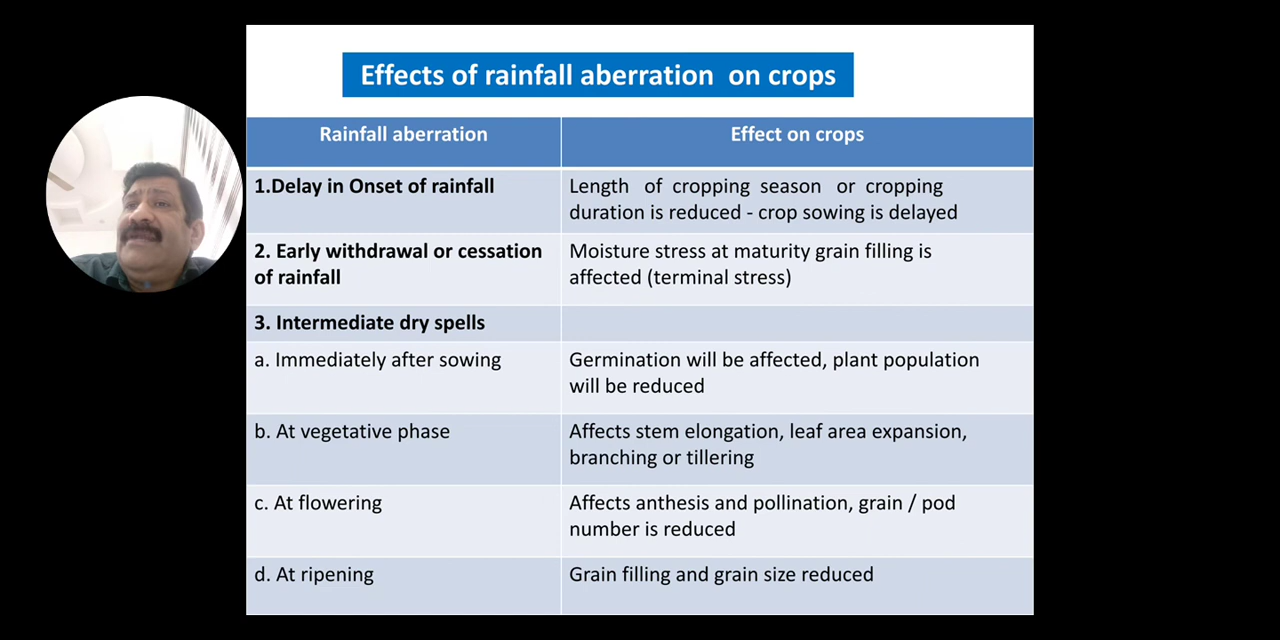 Effects of rainfall aberration on crops
Rainfall aberration
Effect on crops
1.Delay in Onset of rainfall
Length of cropping season or cropping
duration is reduced - crop sowing is delayed
2. Early withdrawal or cessation
of rainfall
Moisture stress at maturity grain filling is
affected (terminal stress)
3. Intermediate dry spells
a. Immediately after sowing
Germination will be affected, plant population
will be reduced
b. At vegetative phase
Affects stem elongation, leaf area expansion,
branching or tillering
c. At flowering
Affects anthesis and pollination, grain / pod
number is reduced
d. At ripening
Grain filling and grain size reduced